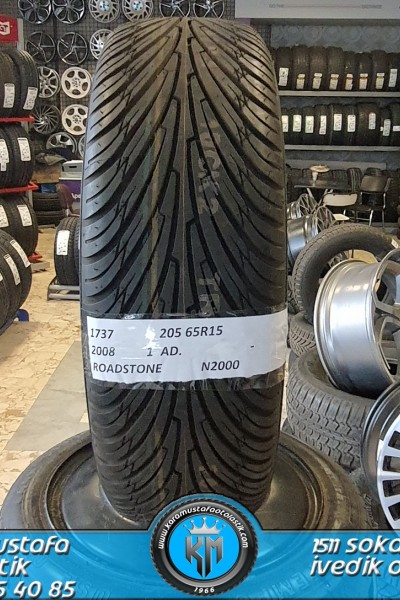 1737 205 65R15
2008 1 AD.
ROADSTONE N2000 -
ustafa
stik
5 40 85
www.karamustafaotolastik.com
KM
1966
1511 soka
ivedik o